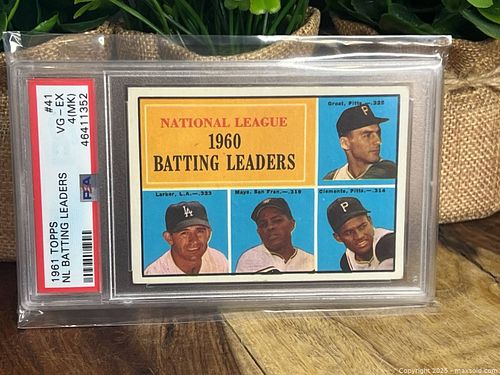 #41
VG - EX
4(MK)
46411352
PSA
1961 TOPPS
NL BATTING LEADERS
NATIONAL LEAGUE
1960
BATTING LEADERS
Groat, Pitts.—.325
P
Larker, L.A.—.323
LA
Mays, San Fran.—.319
Clemente, Pitts.—.314
P
Copyright 2025 - maxsold.com